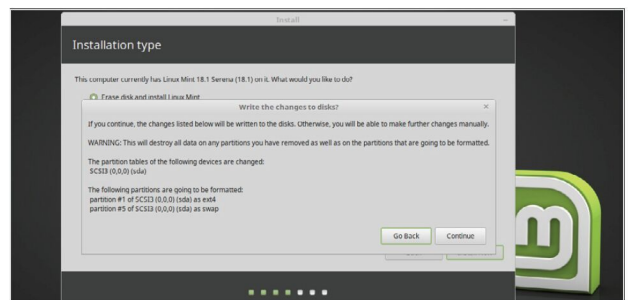 Install
Installation type
This computer currently has Linux Mint 18.1 Serena (18.1) on it. What would you like to do?
Erase disk and install Linux Mint
Write the changes to disks?
If you continue, the changes listed below will be written to the disks. Otherwise, you will be able to make further changes manually.
WARNING: This will destroy all data on any partitions you have removed as well as on the partitions that are going to be formatted.
The partition tables of the following devices are changed:
SCSI3 (0,0,0) (sda)
The following partitions are going to be formatted:
partition #1 of SCSI3 (0,0,0) (sda) as ext4
partition #5 of SCSI3 (0,0,0) (sda) as swap
Go Back
Continue